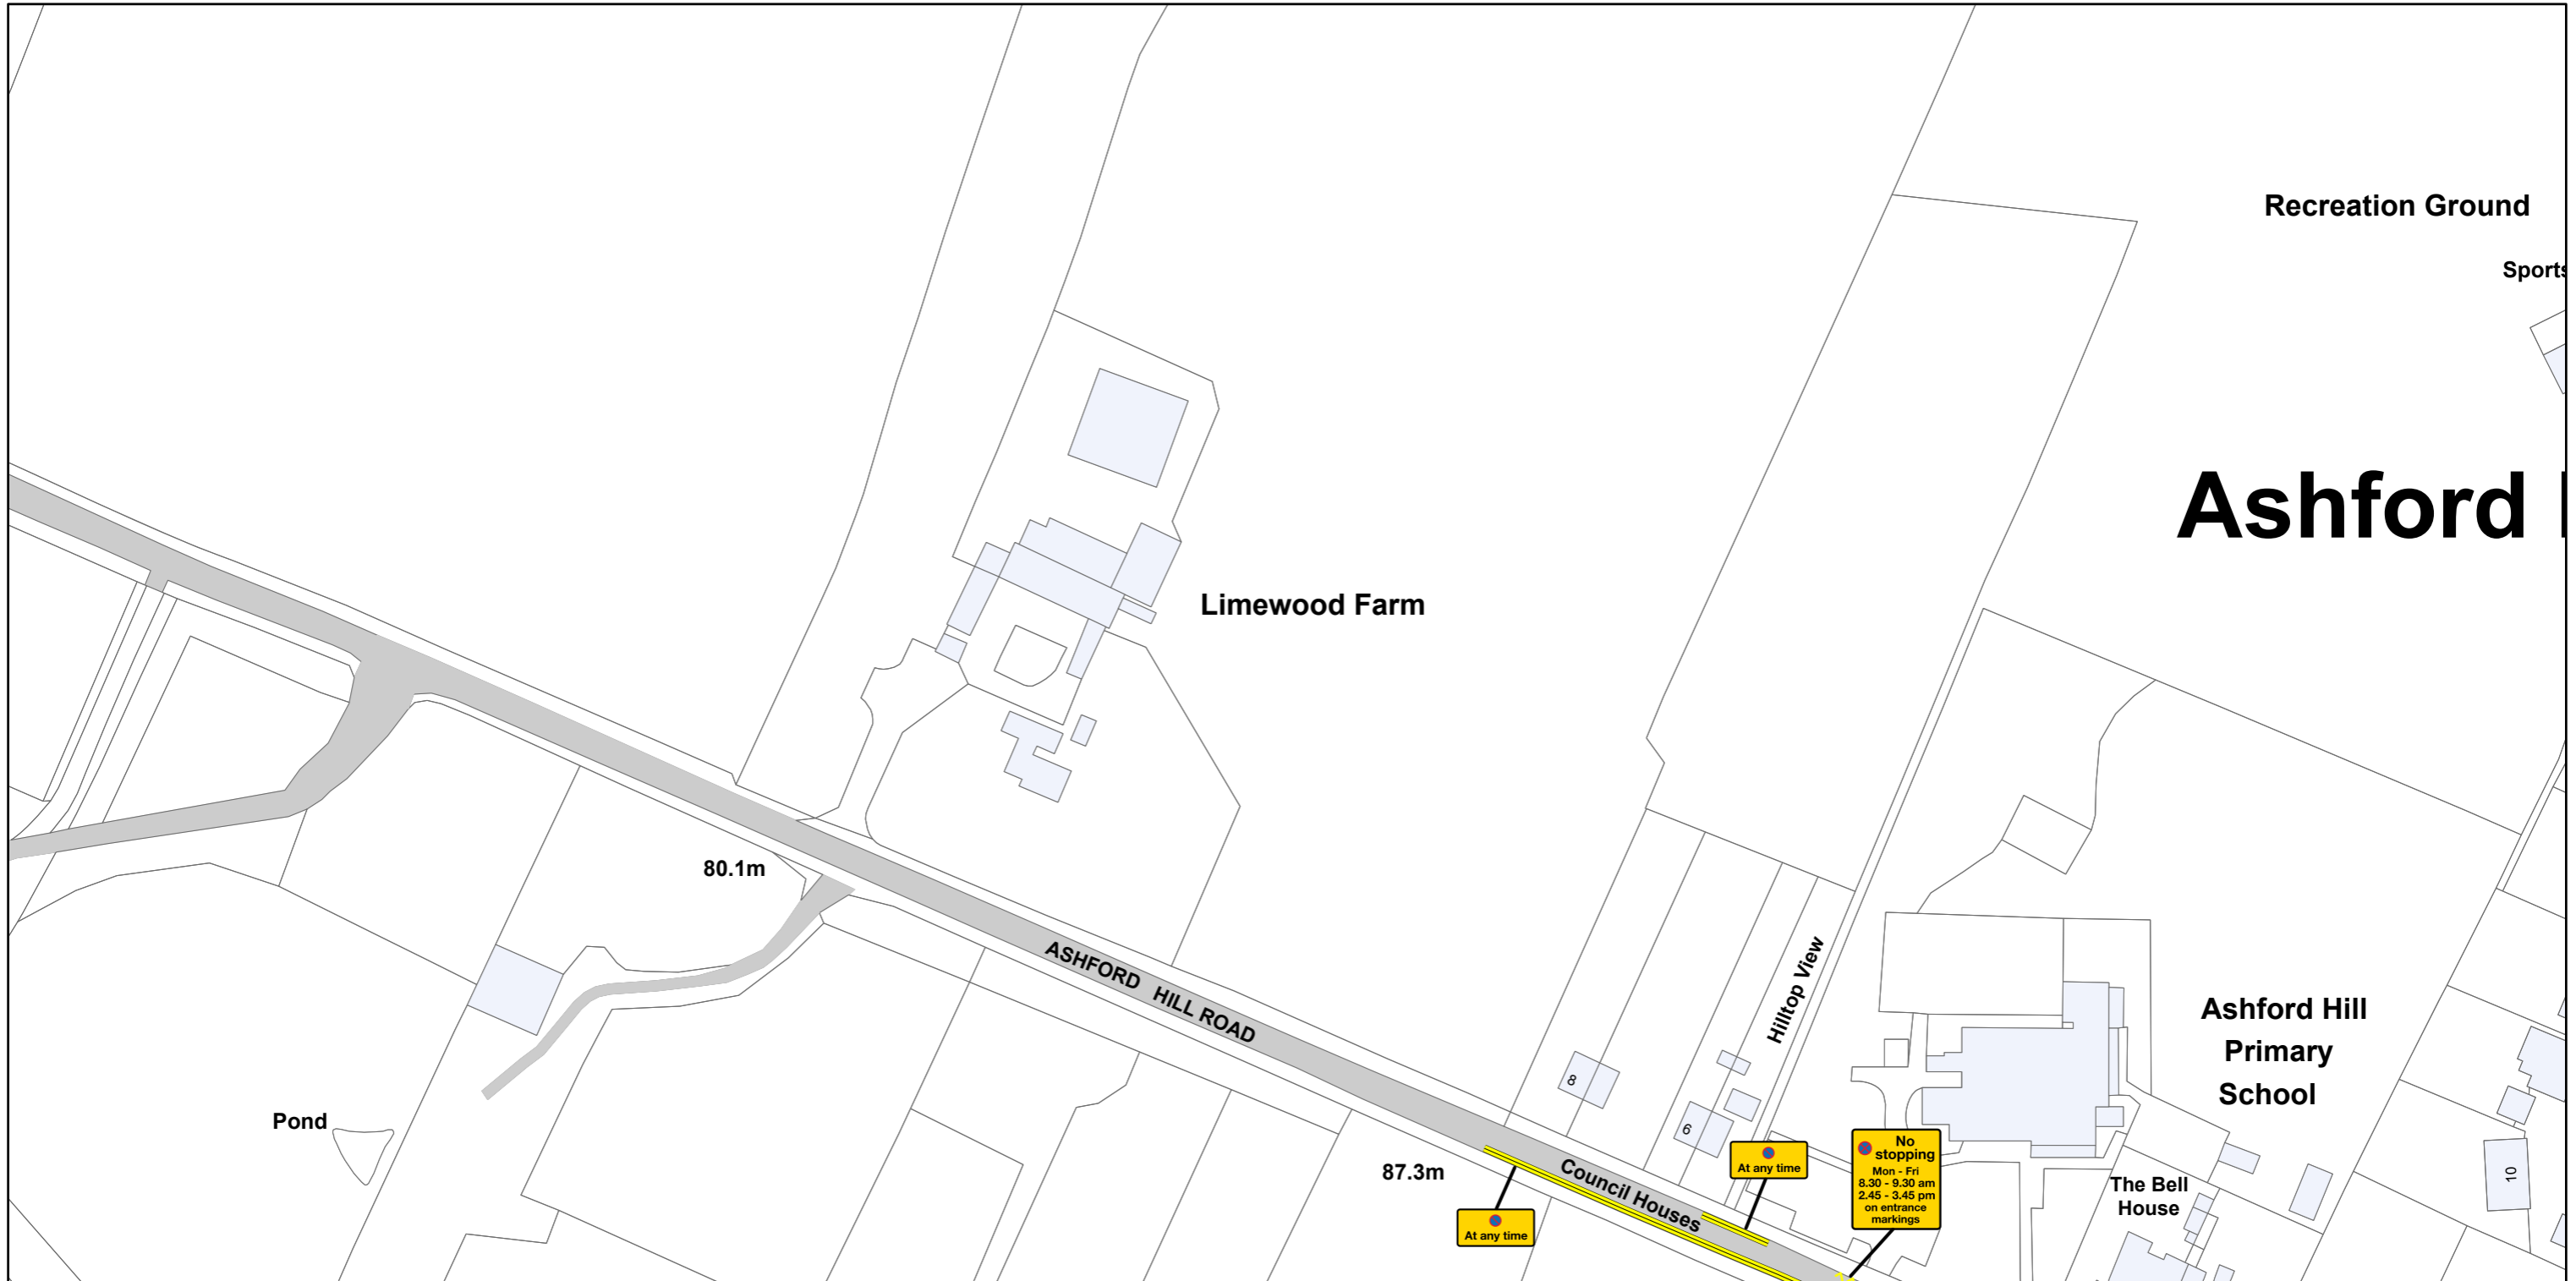 Recreation Ground
Sports
Ashford
Limewood Farm
80.1m
ASHFORD HILL ROAD
Hilltop View
Ashford Hill
Primary
School
8
6
Pond
87.3m
Council Houses
At any time
At any time
No
stopping
Mon - Fri
8.30 - 9.30 am
2.45 - 3.45 pm
on entrance
markings
The Bell
House
10